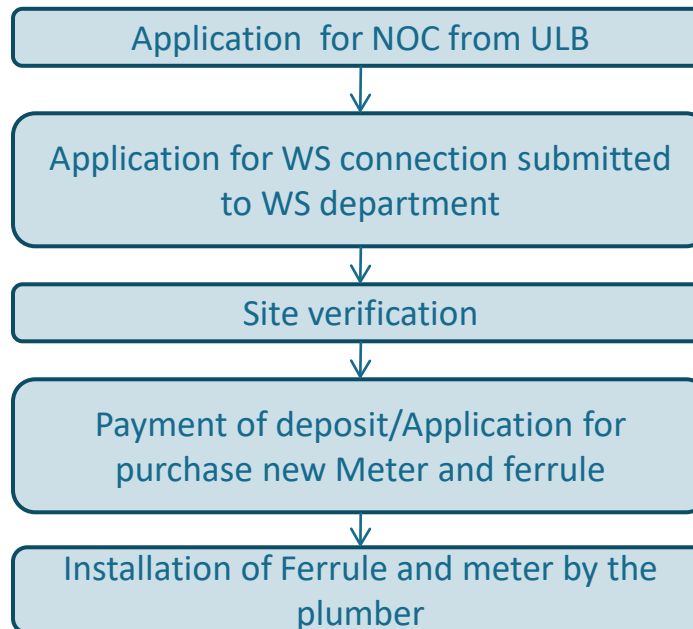 Application for NOC from ULB
Application for WS connection submitted
to WS department
Site verification
Payment of deposit/Application for
purchase new Meter and ferrule
Installation of Ferrule and meter by the
plumber